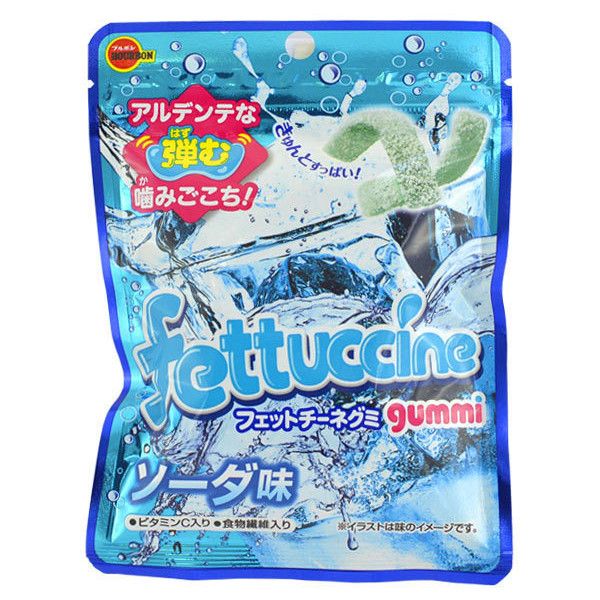 ブルボン
BOURBON
アルデンテな
はず
弾む
か
噛みごこち!
きゅんとすっぱい!
fettuccine
フェットチーネグミ gummi
ソーダ味
●ビタミンC入り ●食物繊維入り
※イラストは味のイメージです。